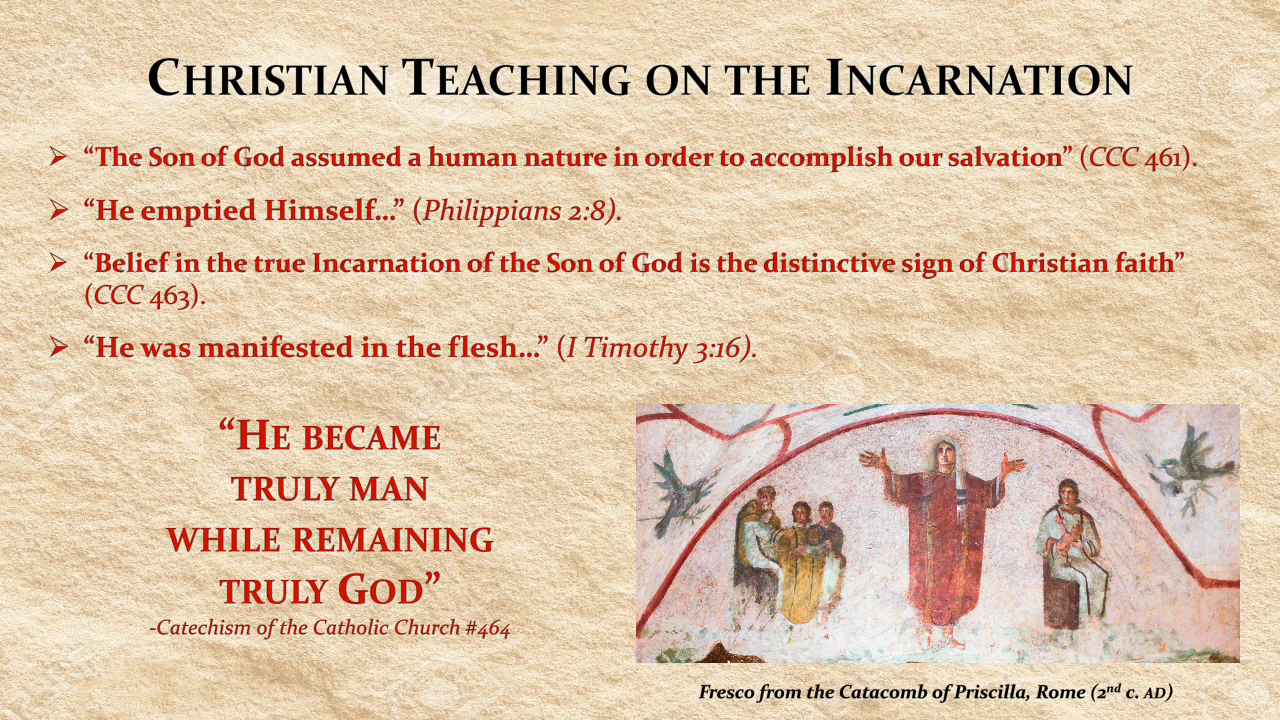 CHRISTIAN TEACHING ON THE INCARNATION
➢ “The Son of God assumed a human nature in order to accomplish our salvation” (CCC 461).
➢ “He emptied Himself…” (Philippians 2:8).
➢ “Belief in the true Incarnation of the Son of God is the distinctive sign of Christian faith”
(CCC 463).
➢ “He was manifested in the flesh…” (I Timothy 3:16).
“HE BECAME
TRULY MAN
WHILE REMAINING
TRULY GOD”
-Catechism of the Catholic Church #464
Fresco from the Catacomb of Priscilla, Rome (2nd c. AD)